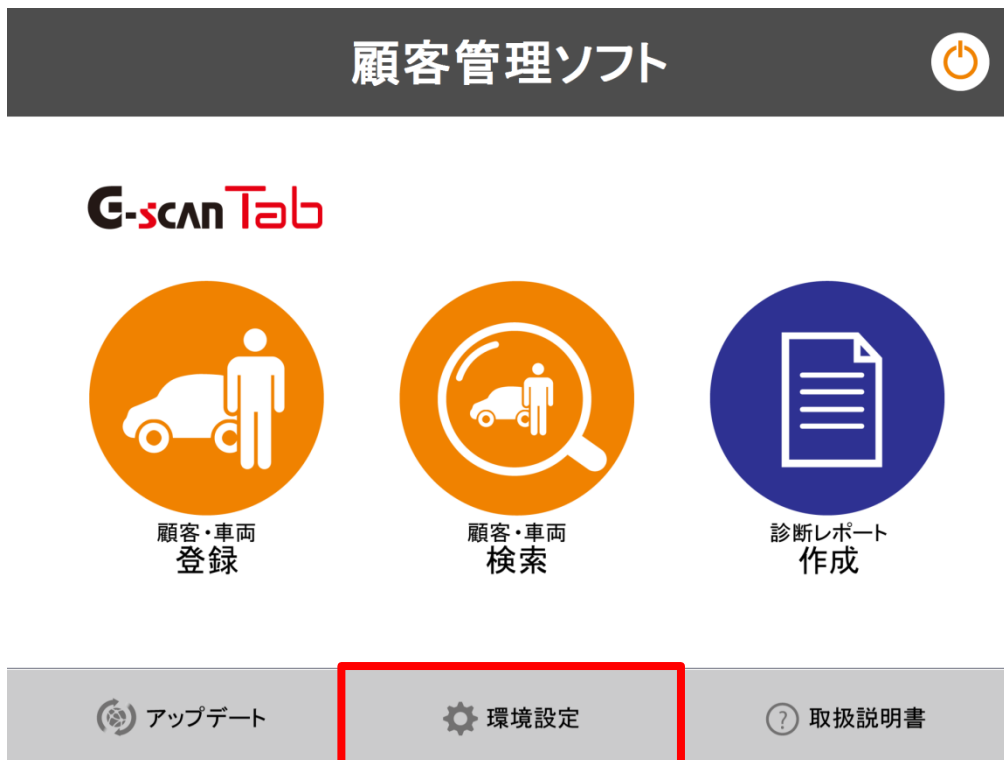 顧客管理ソフト
G-scan Tab
顧客・車両
登録
顧客・車両
検索
診断レポート
作成
アップデート
環境設定
? 取扱説明書